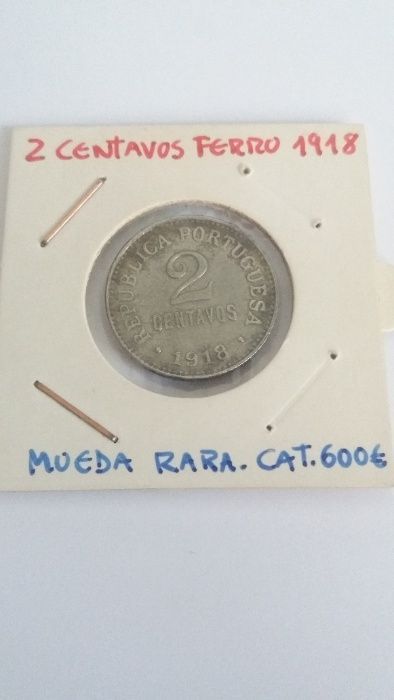 2 CENTAVOS FERRO 1918
REPUBLICA PORTUGUESA
2
CENTAVOS
1918
MUEDA RARA. CAT. 600€